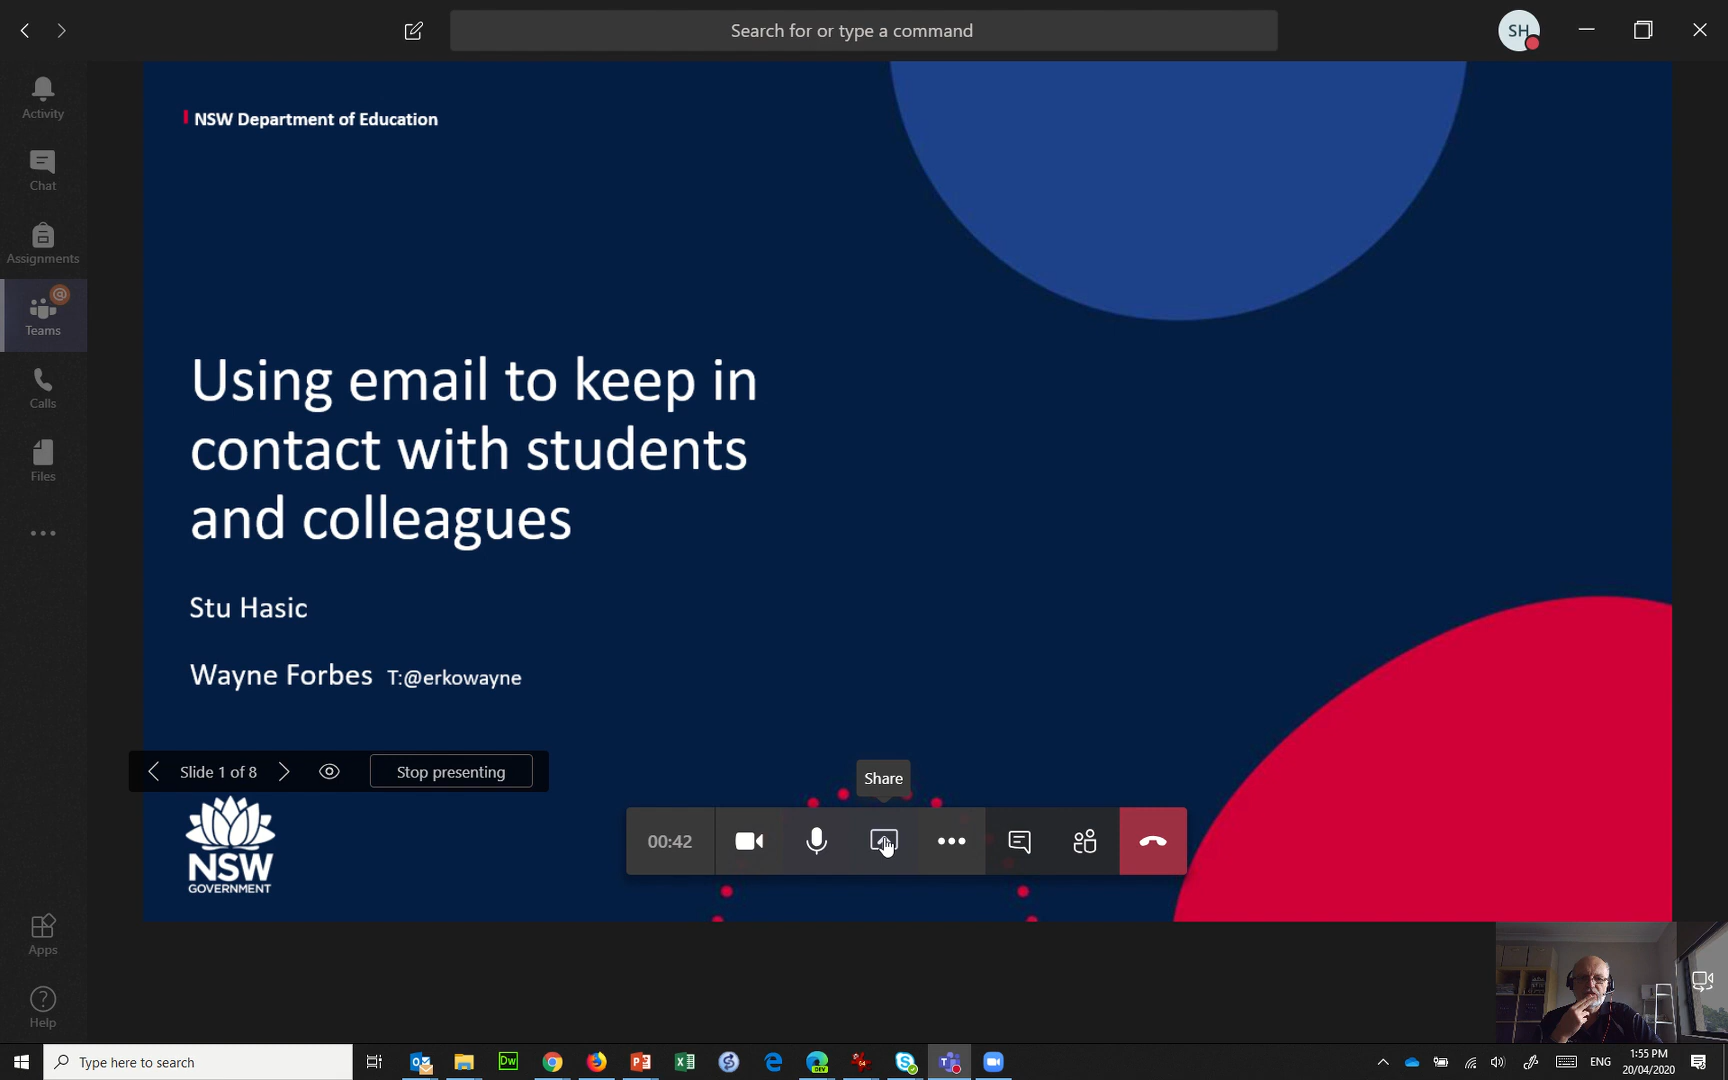 Search for or type a command
SH
Activity
Chat
Assignments
@
Teams
Calls
Files
Apps
Help
NSW Department of Education
Using email to keep in
contact with students
and colleagues
Stu Hasic
Wayne Forbes T:@erkowayne
Slide 1 of 8
Stop presenting
Share
NSW
GOVERNMENT
00:42
Type here to search
Dw
DEV
ENG
1:55 PM
20/04/2020